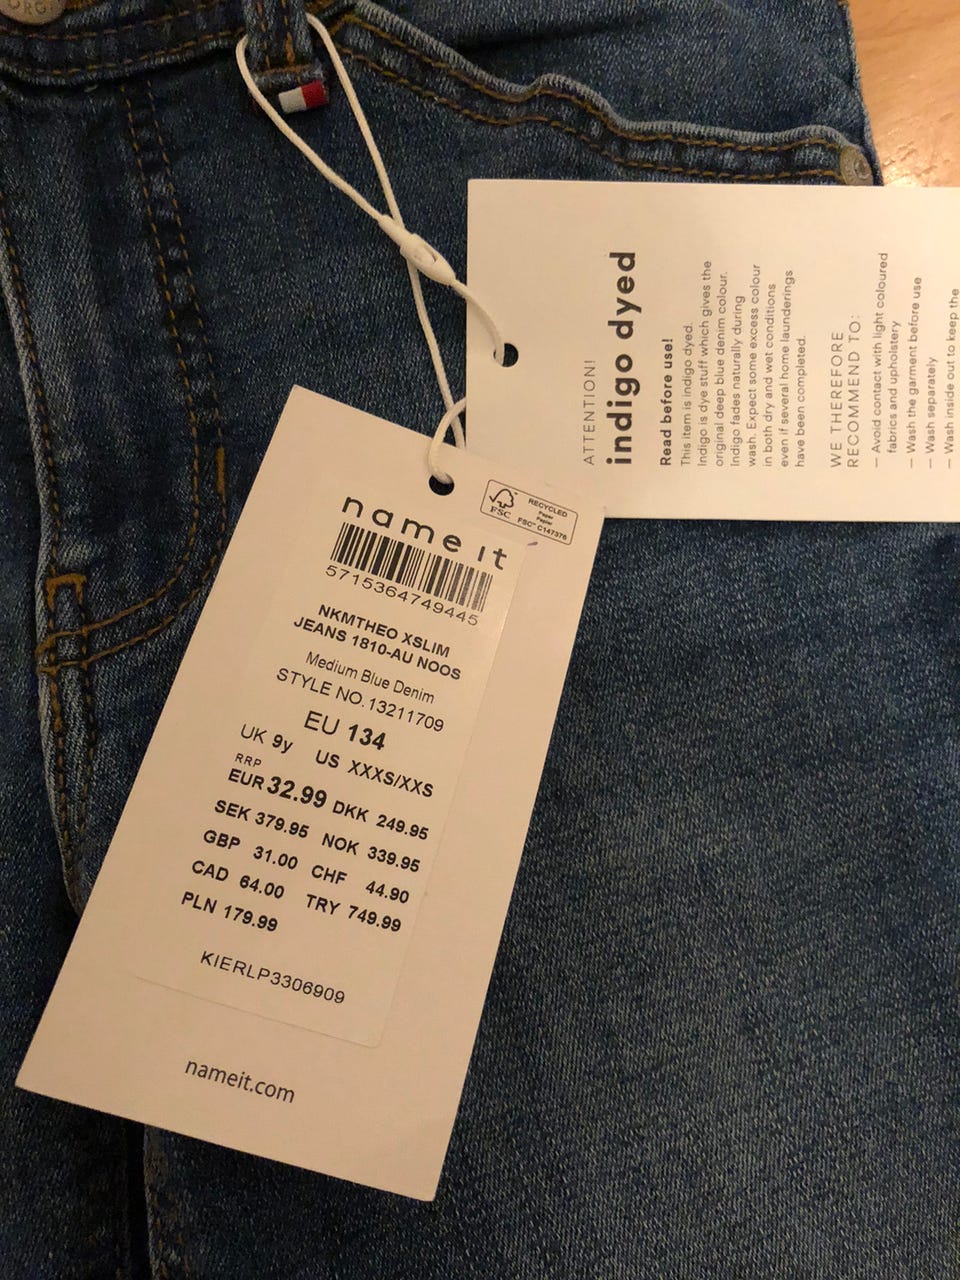 name it
RECYCLED
Paper
Papier
FSC
FSC™ C147376
5715364749445
NKMTHEO XSLIM
JEANS 1810-AU NOOS
Medium Blue Denim
STYLE NO. 13211709
EU 134
UK 9y US XXXS/XXS
RRP
EUR 32.99 DKK 249.95
SEK 379.95 NOK 339.95
GBP 31.00 CHF 44.90
CAD 64.00 TRY 749.99
PLN 179.99
KIERLP3306909
nameit.com
ATTENTION!
indigo dyed
Read before use!
This item is indigo dyed.
Indigo is dye stuff which gives the
original deep blue denim colour.
Indigo fades naturally during
wash. Expect some excess colour
in both dry and wet conditions
even if several home launderings
have been completed.
WE THEREFORE
RECOMMEND TO:
— Avoid contact with light coloured
fabrics and upholstery
— Wash the garment before use
— Wash separately
— Wash inside out to keep the